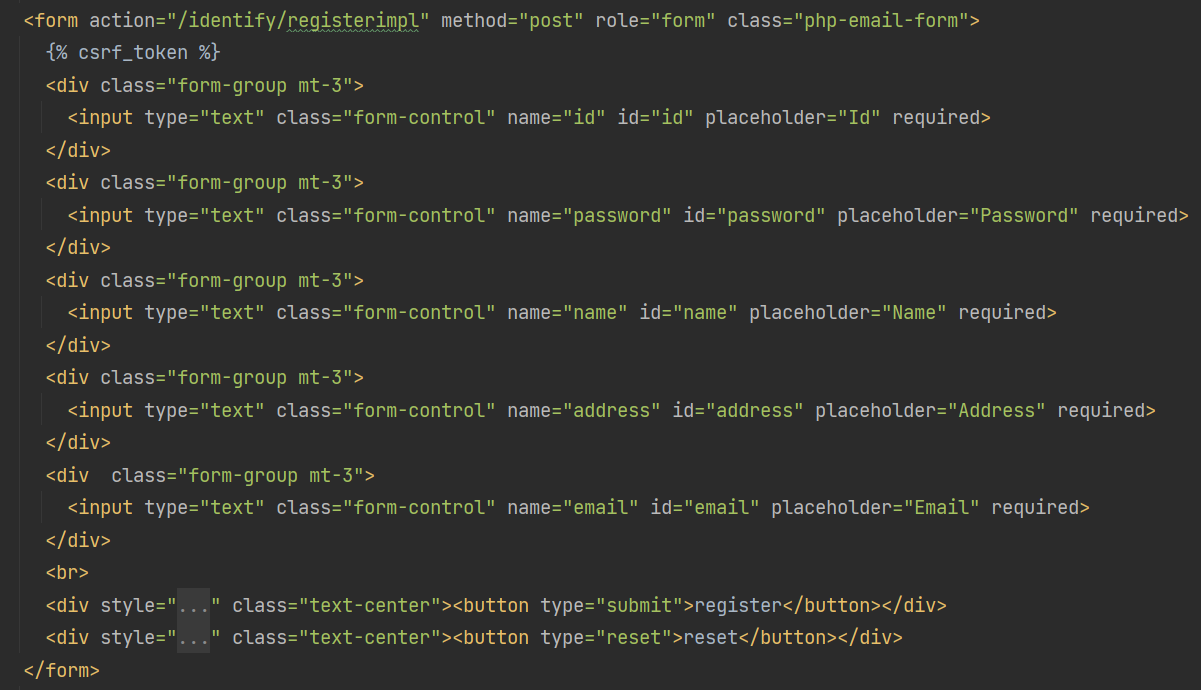 <form action="/identify/registerimpl" method="post" role="form" class="php-email-form">
  {% csrf_token %}
  <div class="form-group mt-3">
    <input type="text" class="form-control" name="id" id="id" placeholder="Id" required>
  </div>
  <div class="form-group mt-3">
    <input type="text" class="form-control" name="password" id="password" placeholder="Password" required>
  </div>
  <div class="form-group mt-3">
    <input type="text" class="form-control" name="name" id="name" placeholder="Name" required>
  </div>
  <div class="form-group mt-3">
    <input type="text" class="form-control" name="address" id="address" placeholder="Address" required>
  </div>
  <div  class="form-group mt-3">
    <input type="text" class="form-control" name="email" id="email" placeholder="Email" required>
  </div>
  <br>
  <div style="..." class="text-center"><button type="submit">register</button></div>
  <div style="..." class="text-center"><button type="reset">reset</button></div>
</form>